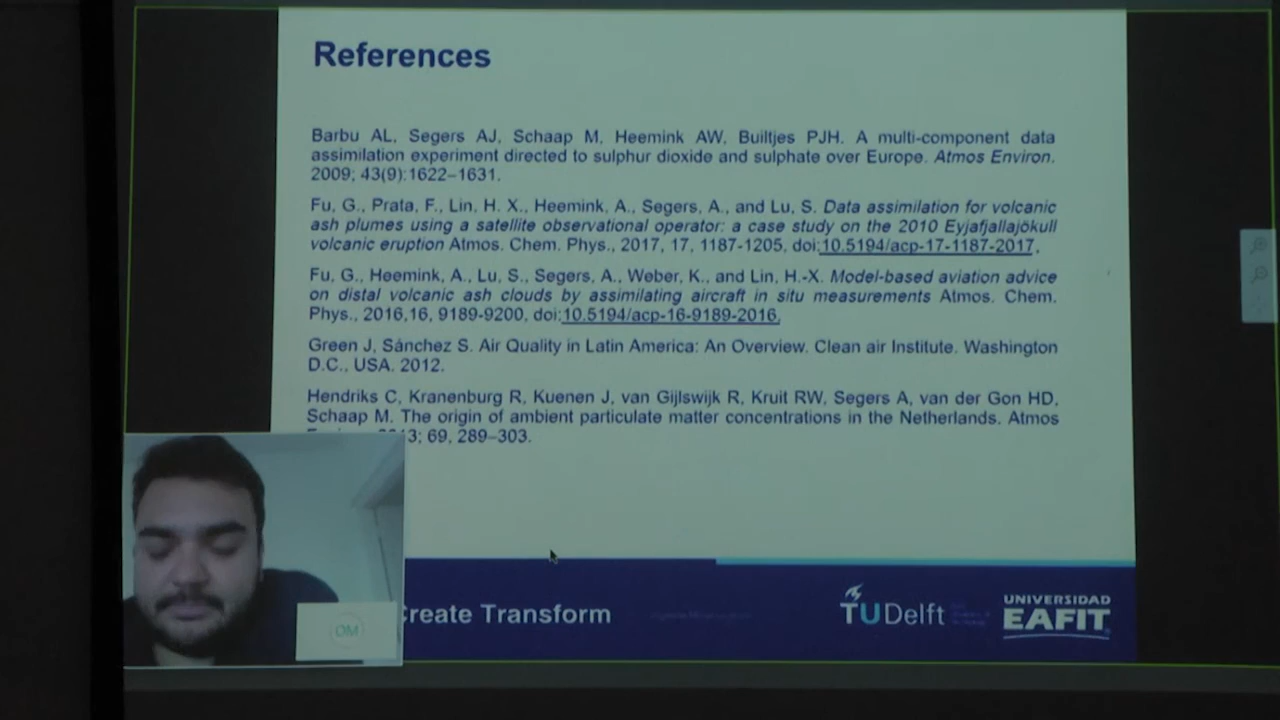 References
Barbu AL, Segers AJ, Schaap M, Heemink AW, Builtjes PJH. A multi-component data
assimilation experiment directed to sulphur dioxide and sulphate over Europe. Atmos Environ.
2009; 43(9):1622–1631.
Fu, G., Prata, F., Lin, H. X., Heemink, A., Segers, A., and Lu, S. Data assimilation for volcanic
ash plumes using a satellite observational operator: a case study on the 2010 Eyjafjallajökull
volcanic eruption Atmos. Chem. Phys., 2017, 17, 1187-1205, doi:10.5194/acp-17-1187-2017.
Fu, G., Heemink, A., Lu, S., Segers, A., Weber, K., and Lin, H.-X. Model-based aviation advice
on distal volcanic ash clouds by assimilating aircraft in situ measurements Atmos. Chem.
Phys., 2016,16, 9189-9200, doi:10.5194/acp-16-9189-2016.
Green J, Sánchez S. Air Quality in Latin America: An Overview. Clean air Institute. Washington
D.C., USA. 2012.
Hendriks C, Kranenburg R, Kuenen J, van Gijlswijk R, Kruit RW, Segers A, van der Gon HD,
Schaap M. The origin of ambient particulate matter concentrations in the Netherlands. Atmos
3; 69, 289–303.
Create Transform
TUDelft
UNIVERSIDAD
EAFIT
OM